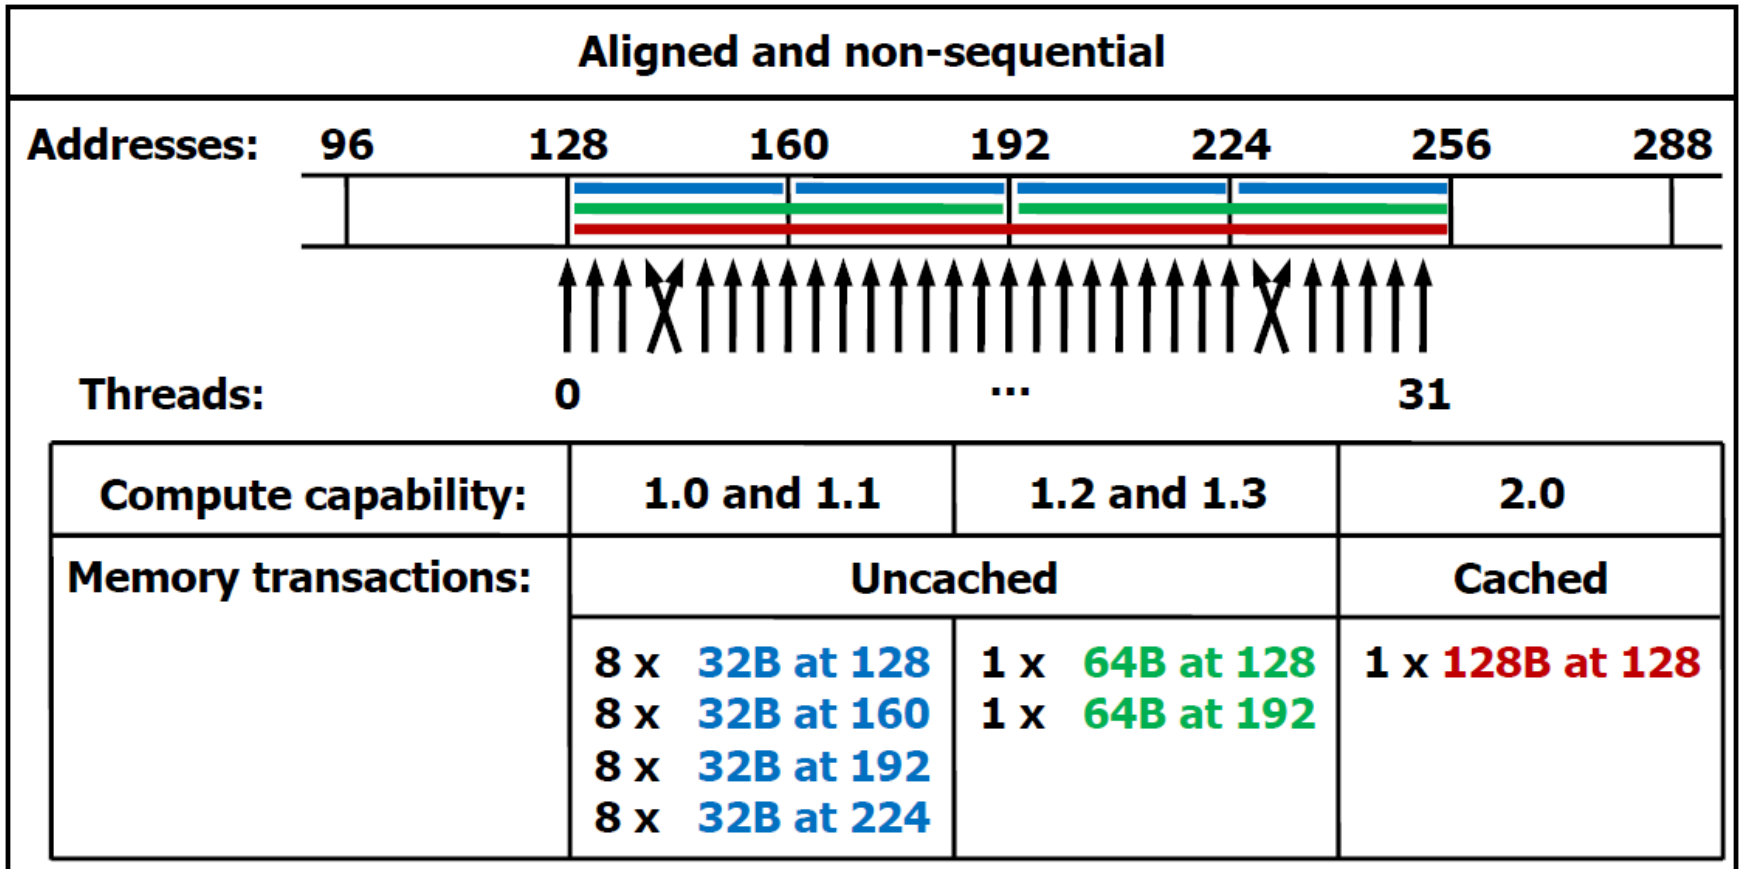 Aligned and non-sequential
Addresses: 96 128 160 192 224 256 288
Threads: 0 ... 31
Compute capability: 1.0 and 1.1 1.2 and 1.3 2.0
Memory transactions: Uncached Cached
8 x 32B at 128 1 x 64B at 128 1 x 128B at 128
8 x 32B at 160 1 x 64B at 192
8 x 32B at 192
8 x 32B at 224